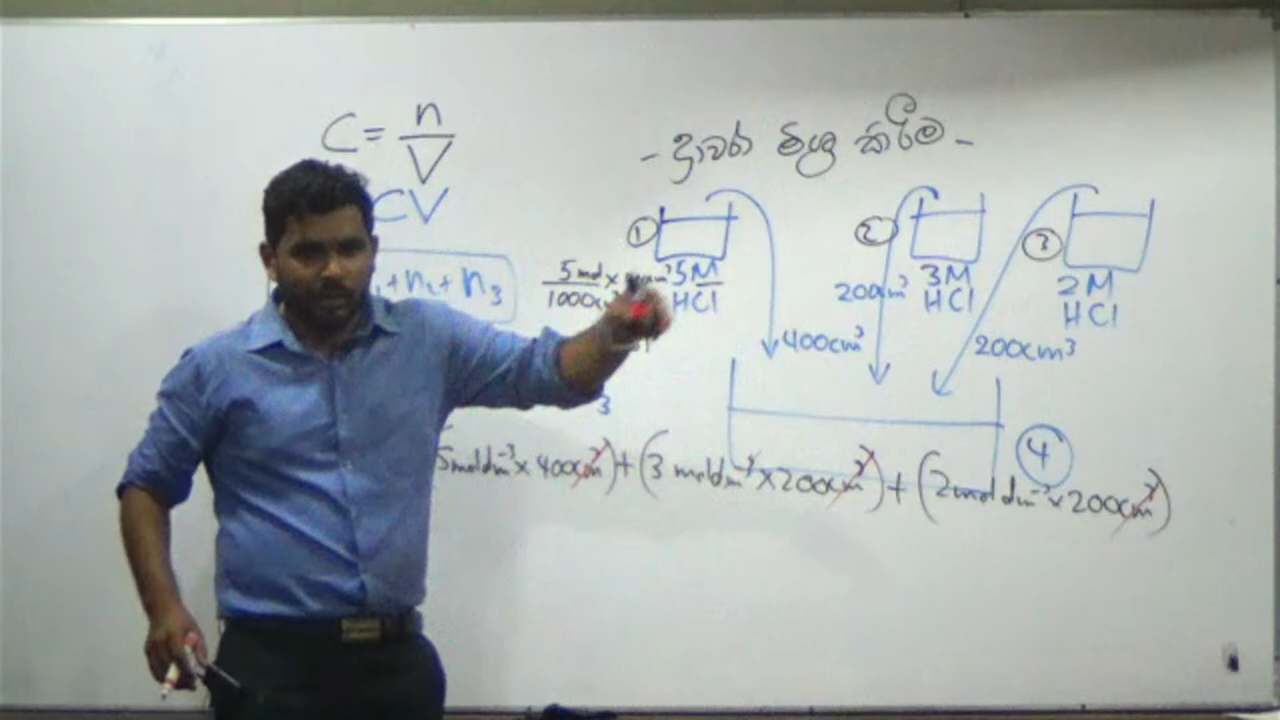 C = n/V
- ද්‍රාවණ මිශ්‍ර කිරීම -
CV
+ n₂ + n₃
① ② ③
5mol/1000cm³ × 5M HCl
3M HCl
2M HCl
400cm³ 200cm³ 200cm³
④
5moldm⁻³ × 400cm³) + (3 moldm⁻³ × 200cm³) + (2moldm⁻³ × 200cm³)